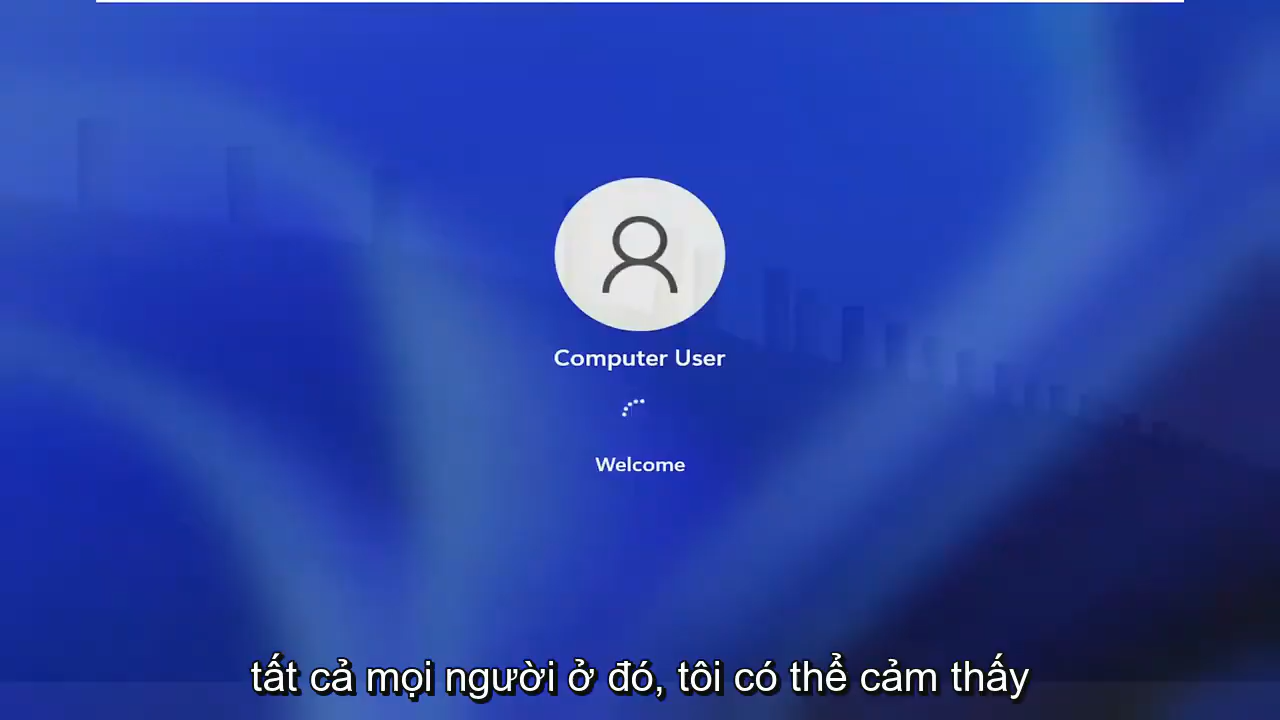 Computer User
Welcome
tất cả mọi người ở đó, tôi có thể cảm thấy